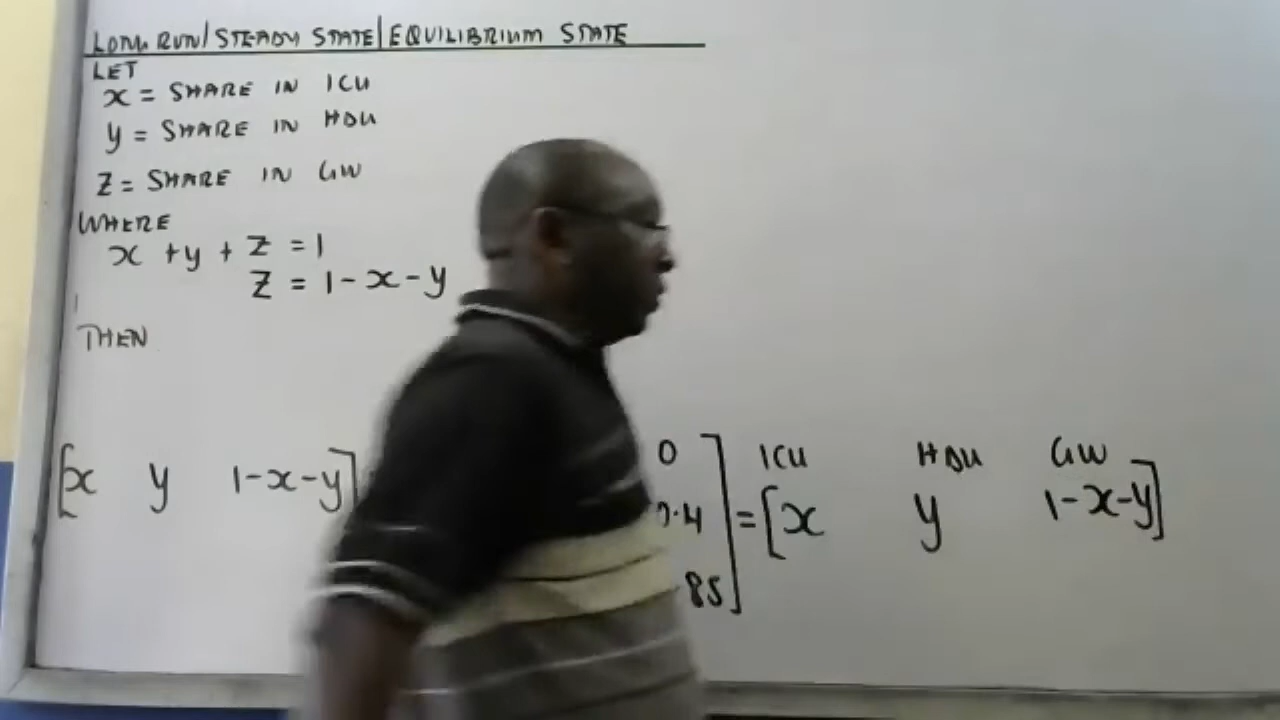 LONG RUN/STEADY STATE/EQUILIBRIUM STATE
LET
x = SHARE IN ICU
y = SHARE IN HDU
Z = SHARE IN GW
WHERE
x + y + Z = 1
Z = 1-x-y
THEN
0 ICU HDU GW
[x y 1-x-y] .4 ] = [x y 1-x-y]
85